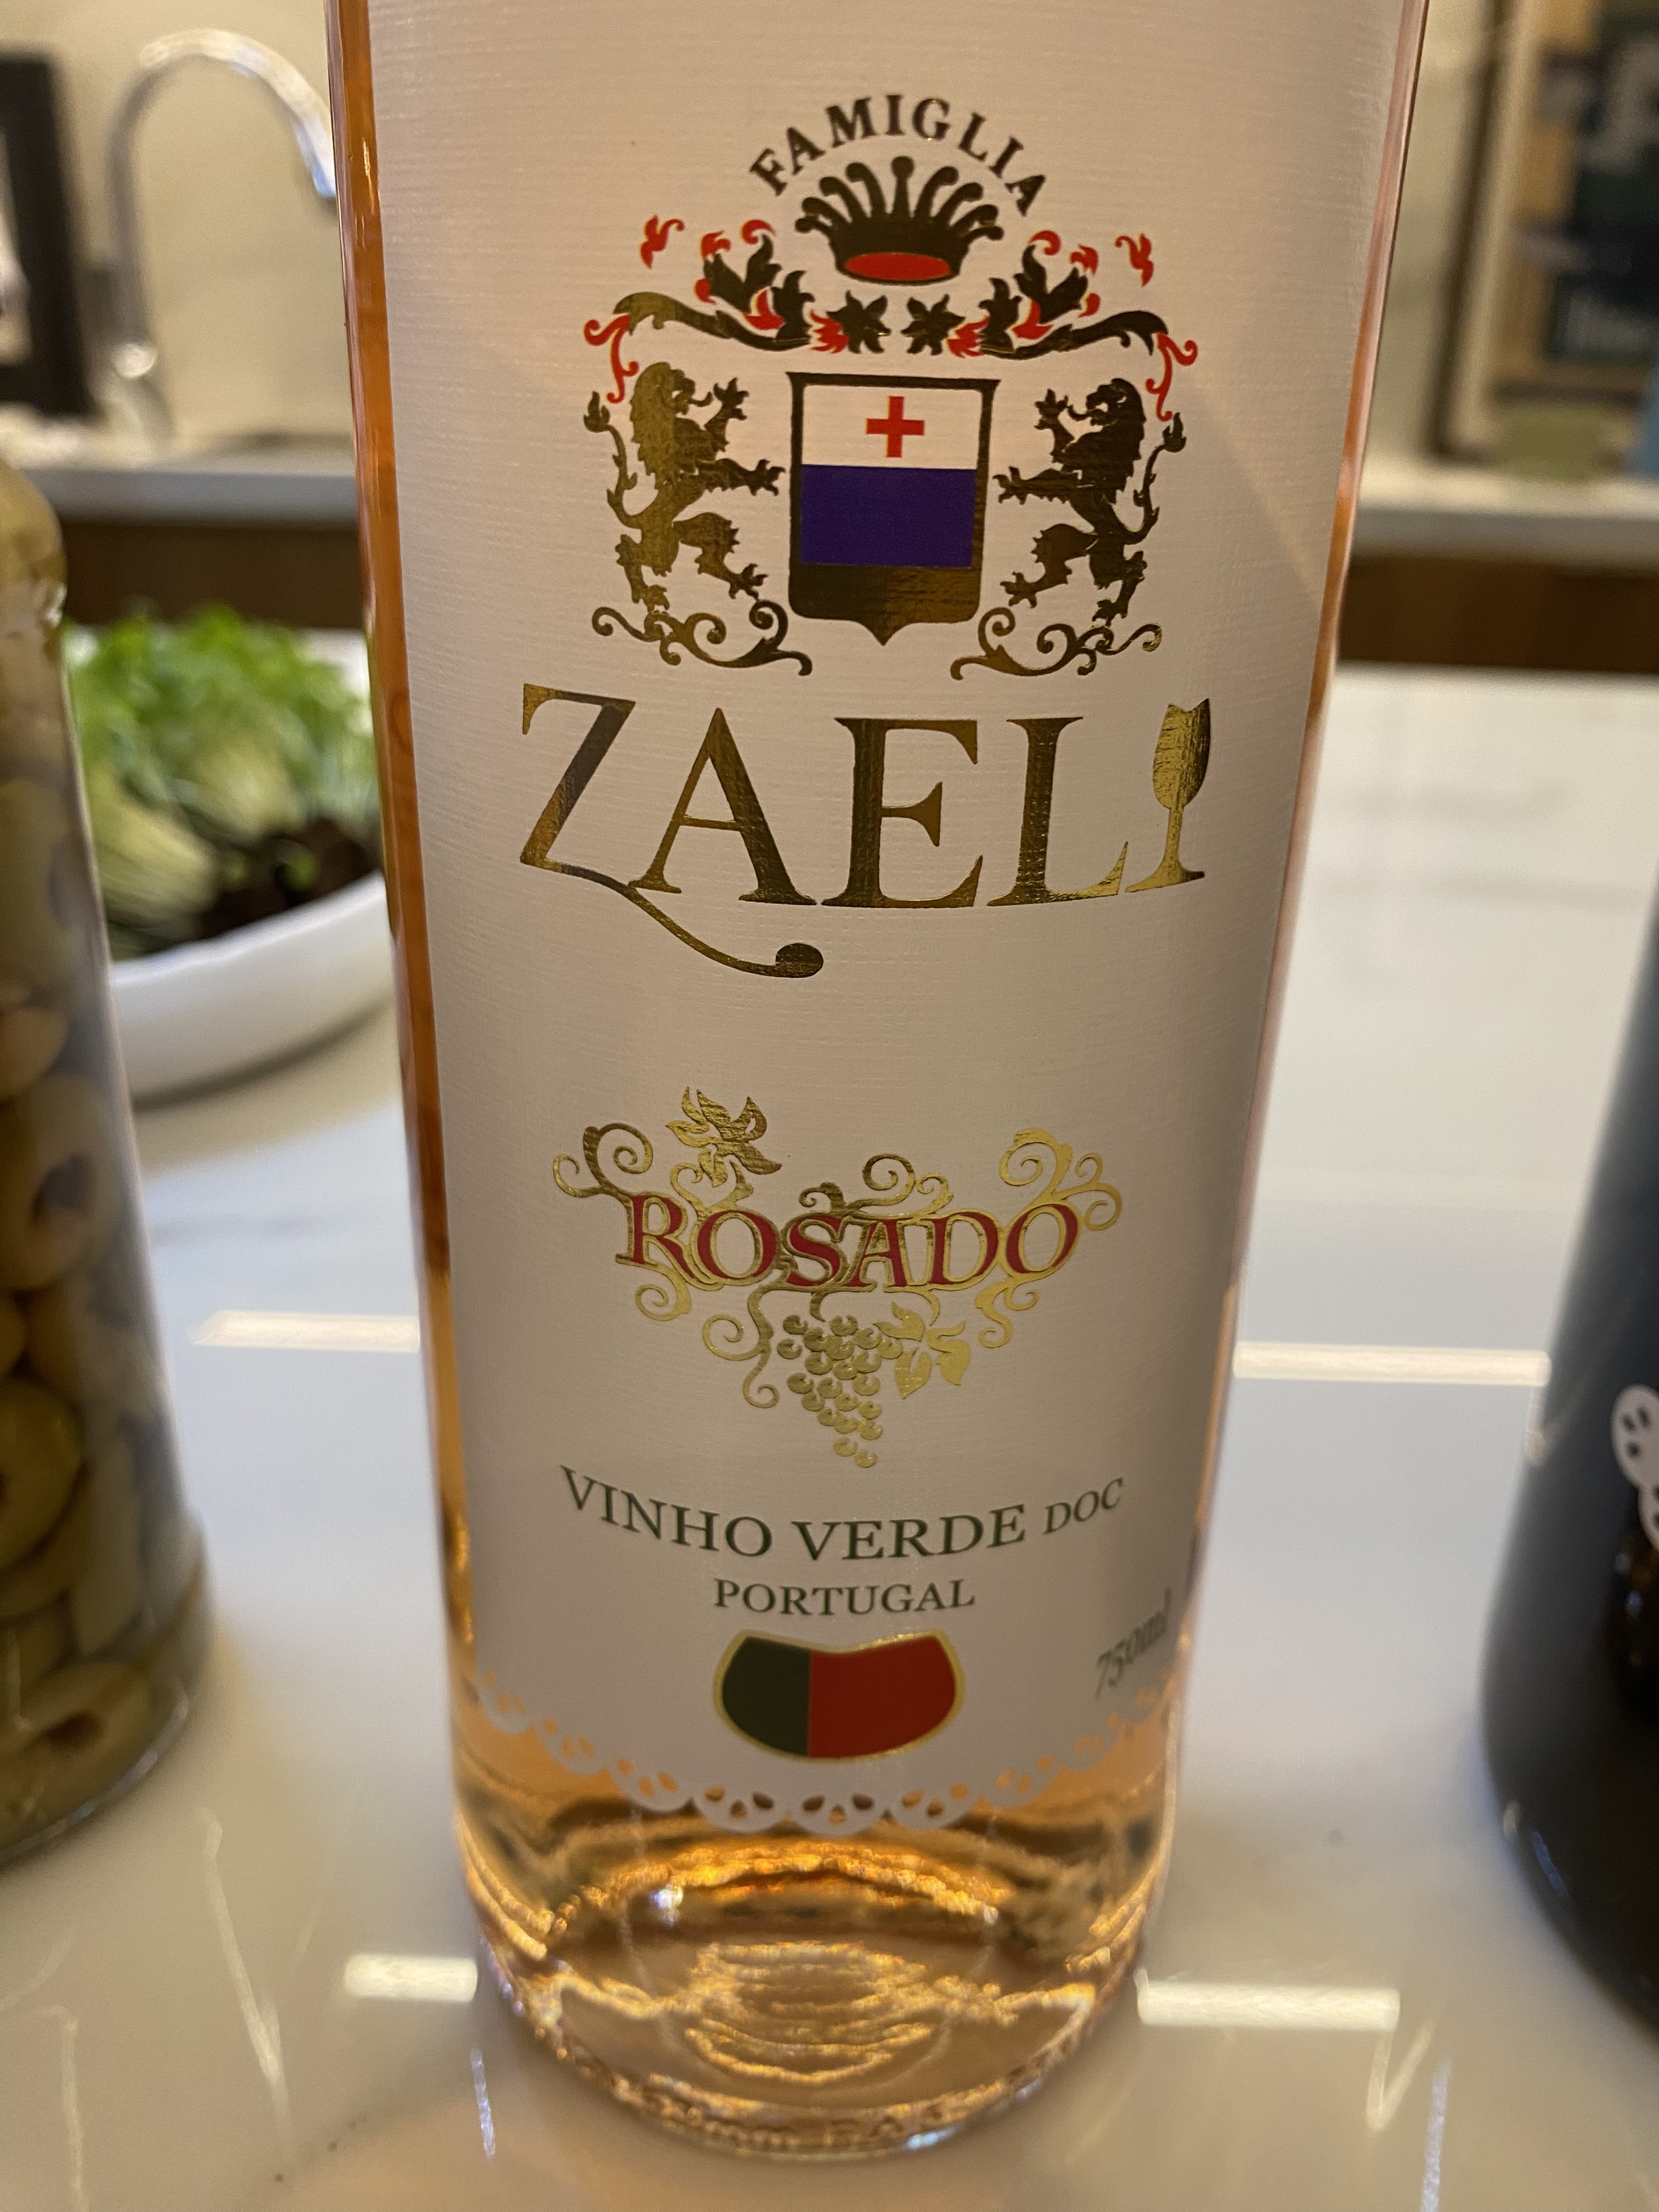 FAMIGLIA
ZAELI
ROSADO
VINHO VERDE DOC
PORTUGAL
750ml